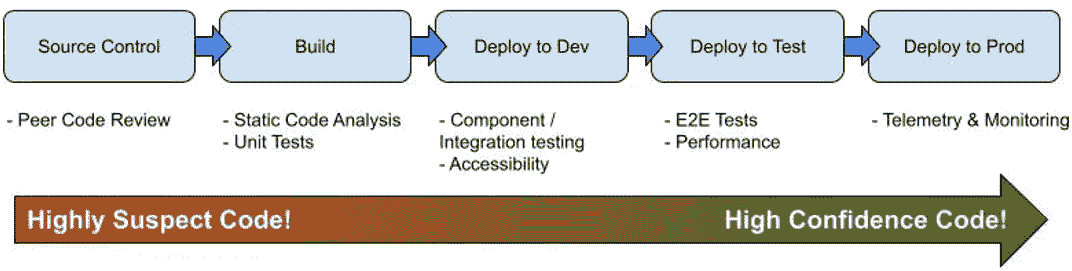 Source Control
Build
Deploy to Dev
Deploy to Test
Deploy to Prod
- Peer Code Review
- Static Code Analysis
- Unit Tests
- Component /
Integration testing
- Accessibility
- E2E Tests
- Performance
- Telemetry & Monitoring
Highly Suspect Code!
High Confidence Code!